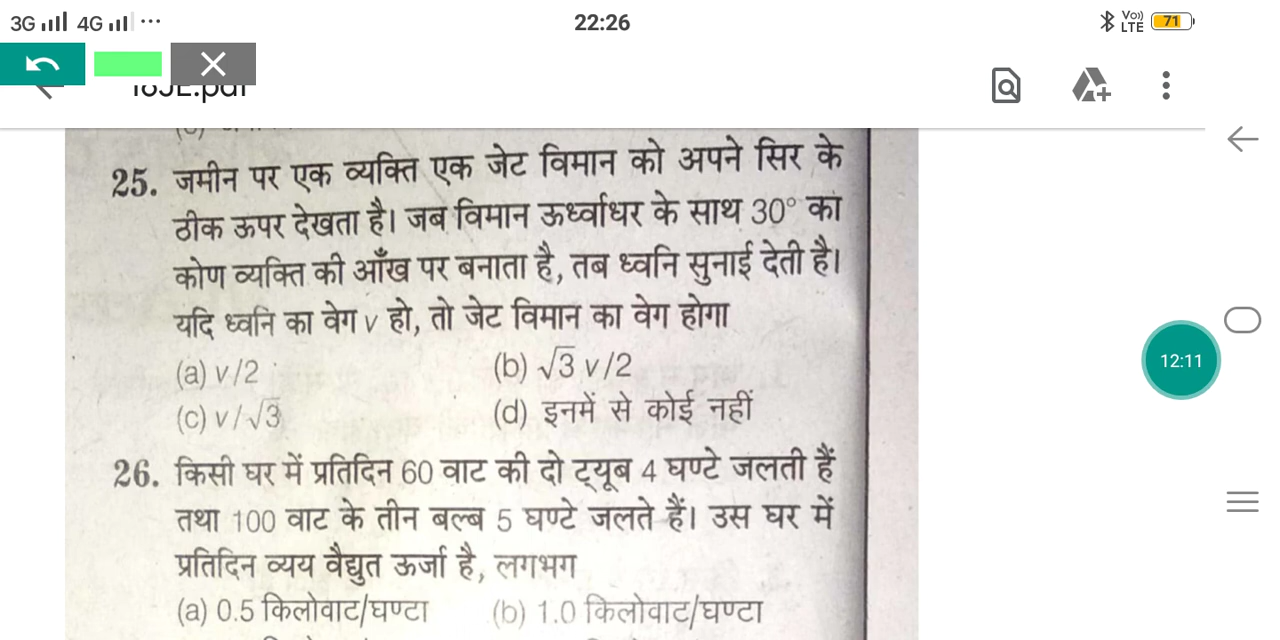 3G 4G ... 22:26 Vo)) LTE 71
25. जमीन पर एक व्यक्ति एक जेट विमान को अपने सिर के
ठीक ऊपर देखता है। जब विमान ऊर्ध्वाधर के साथ 30° का
कोण व्यक्ति की आँख पर बनाता है, तब ध्वनि सुनाई देती है।
यदि ध्वनि का वेग v हो, तो जेट विमान का वेग होगा
(a) v/2 (b) √3 v/2
(c) v/√3 (d) इनमें से कोई नहीं
12:11
26. किसी घर में प्रतिदिन 60 वाट की दो ट्यूब 4 घण्टे जलती हैं
तथा 100 वाट के तीन बल्ब 5 घण्टे जलते हैं। उस घर में
प्रतिदिन व्यय वैद्युत ऊर्जा है, लगभग
(a) 0.5 किलोवाट/घण्टा (b) 1.0 किलोवाट/घण्टा